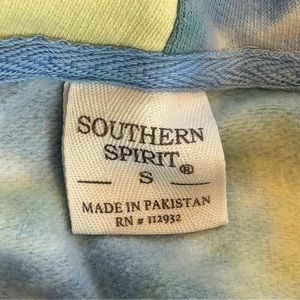 SOUTHERN
SPIRIT®
S
MADE IN PAKISTAN
RN # 112932